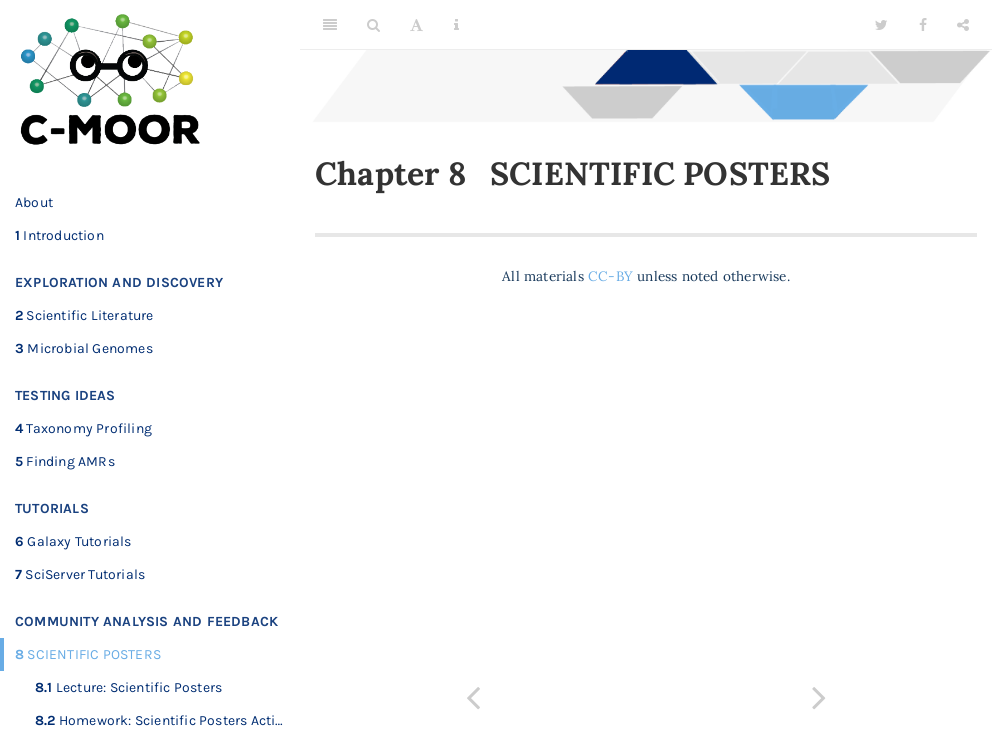 C-MOOR
About
1 Introduction
EXPLORATION AND DISCOVERY
2 Scientific Literature
3 Microbial Genomes
TESTING IDEAS
4 Taxonomy Profiling
5 Finding AMRs
TUTORIALS
6 Galaxy Tutorials
7 SciServer Tutorials
COMMUNITY ANALYSIS AND FEEDBACK
8 SCIENTIFIC POSTERS
8.1 Lecture: Scientific Posters
8.2 Homework: Scientific Posters Acti…
Chapter 8 SCIENTIFIC POSTERS
All materials CC-BY unless noted otherwise.